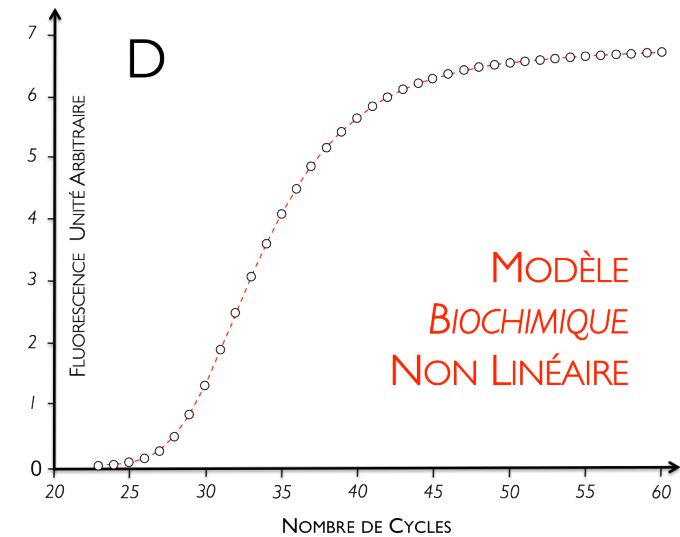 D
7
6
5
4
3
2
1
0
FLUORESCENCE UNITÉ ARBITRAIRE
MODÈLE
BIOCHIMIQUE
NON LINÉAIRE
20 25 30 35 40 45 50 55 60
NOMBRE DE CYCLES